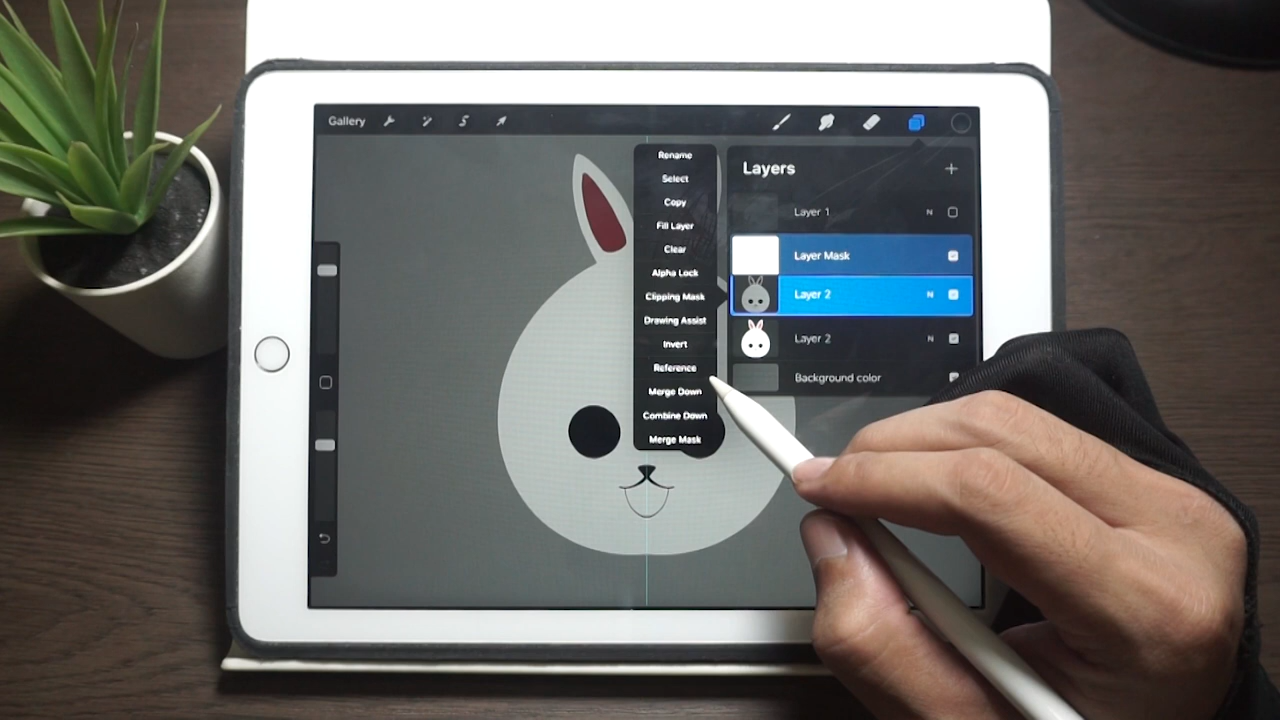 Gallery
Rename
Select
Copy
Fill Layer
Clear
Alpha Lock
Clipping Mask
Drawing Assist
Invert
Reference
Merge Down
Combine Down
Merge Mask
Layers
Layer 1 N
Layer Mask
Layer 2 N
Layer 2 N
Background color